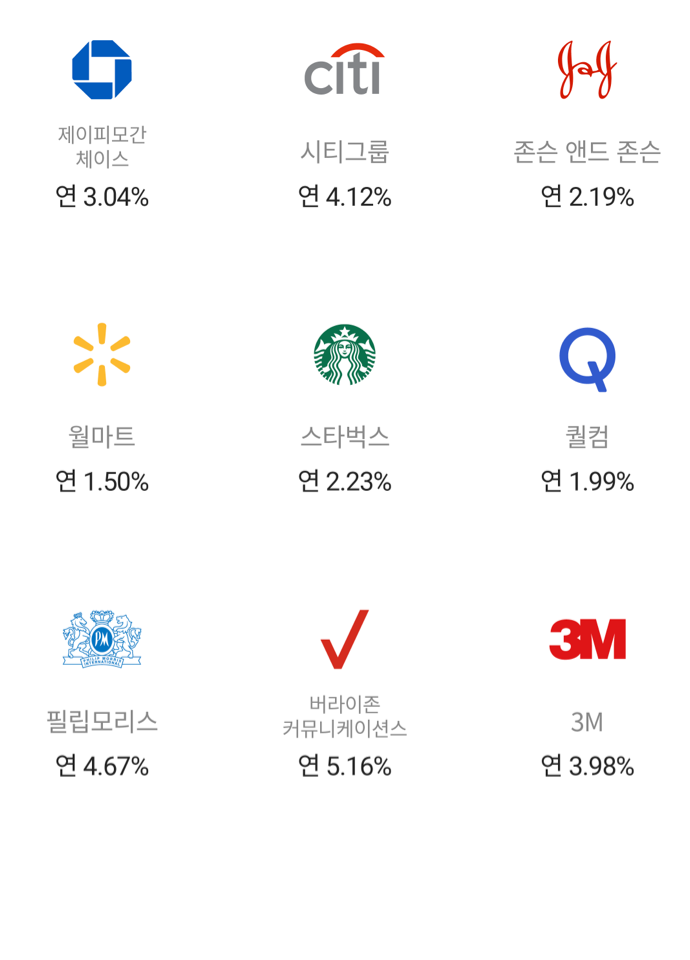 citi
J&J
제이피모간
체이스
시티그룹
존슨 앤드 존슨
연 3.04%
연 4.12%
연 2.19%
월마트
스타벅스
퀄컴
연 1.50%
연 2.23%
연 1.99%
PM
PHILIP MORRIS
INTERNATIONAL
3M
필립모리스
버라이존
커뮤니케이션스
3M
연 4.67%
연 5.16%
연 3.98%